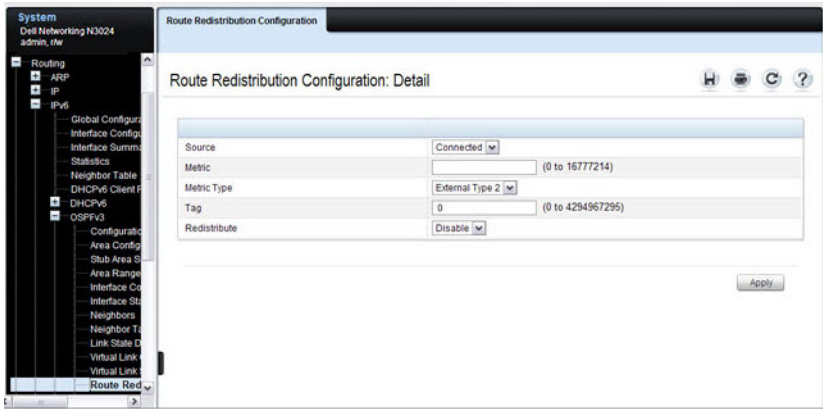 System
Dell Networking N3024
admin, r/w
Routing
ARP
IP
IPv6
Global Configura
Interface Configu
Interface Summa
Statistics
Neighbor Table
DHCPv6 Client P
DHCPv6
OSPFv3
Configuratio
Area Config
Stub Area S
Area Range
Interface Co
Interface Sta
Neighbors
Neighbor Ta
Link State D
Virtual Link
Virtual Link
Route Red
Route Redistribution Configuration
Route Redistribution Configuration: Detail
Source Connected
Metric (0 to 16777214)
Metric Type External Type 2
Tag 0 (0 to 4294967295)
Redistribute Disable
Apply